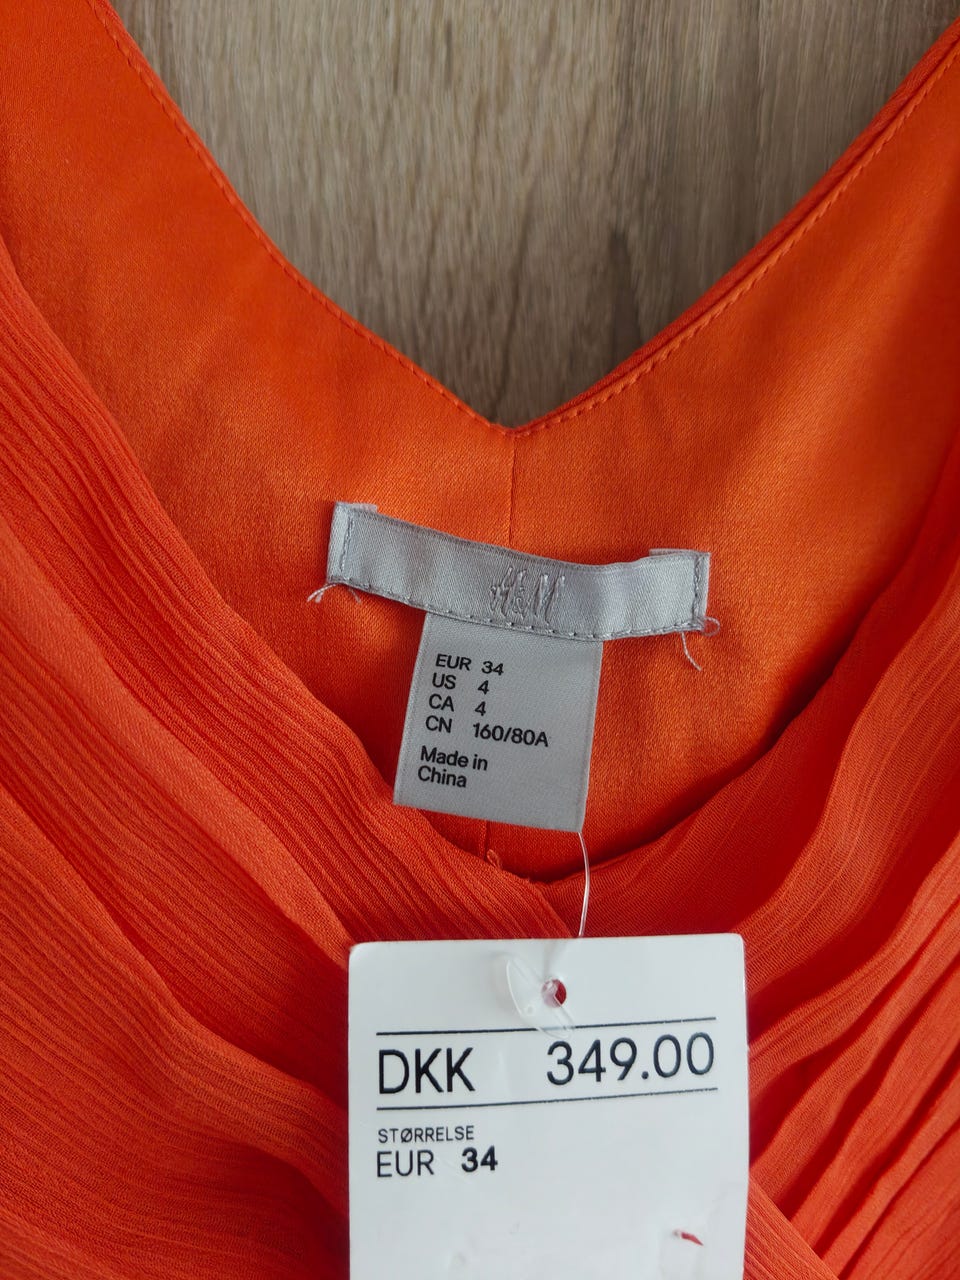 H&M
EUR 34
US 4
CA 4
CN 160/80A
Made in
China
DKK 349.00
STØRRELSE
EUR 34